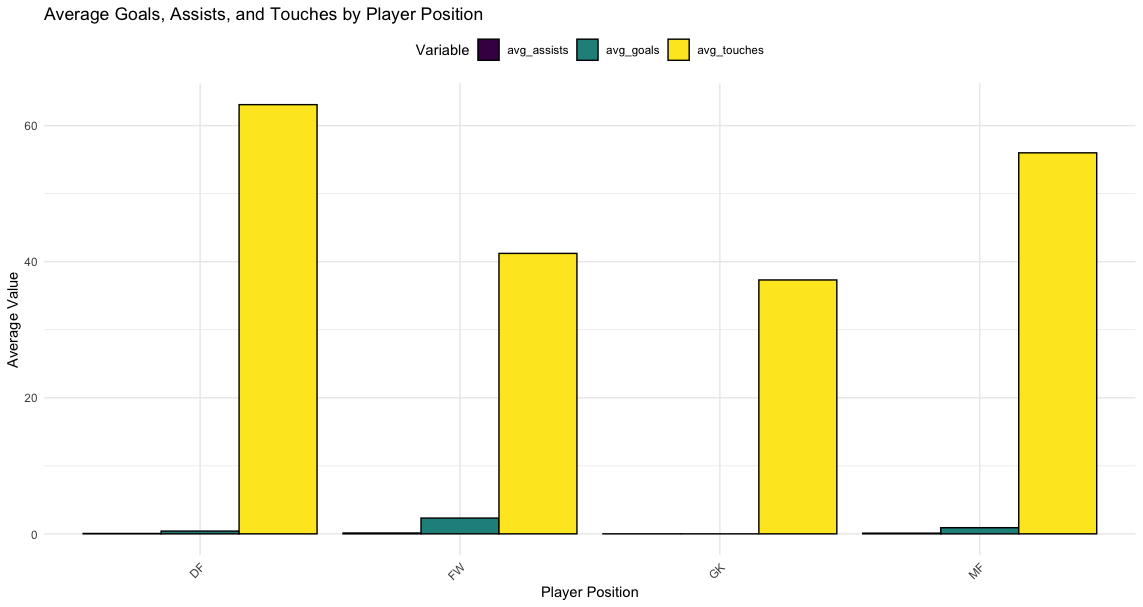 Average Goals, Assists, and Touches by Player Position
Variable avg_assists avg_goals avg_touches
60
40
20
0
Average Value
DF FW GK MF
Player Position